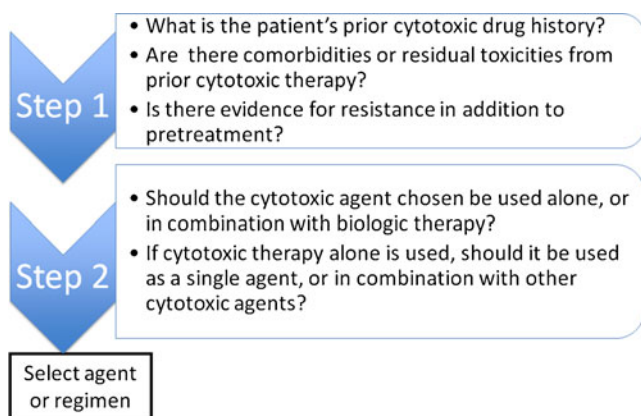 Step 1
• What is the patient's prior cytotoxic drug history?
• Are there comorbidities or residual toxicities from
prior cytotoxic therapy?
• Is there evidence for resistance in addition to
pretreatment?
Step 2
• Should the cytotoxic agent chosen be used alone, or
in combination with biologic therapy?
• If cytotoxic therapy alone is used, should it be used
as a single agent, or in combination with other
cytotoxic agents?
Select agent
or regimen